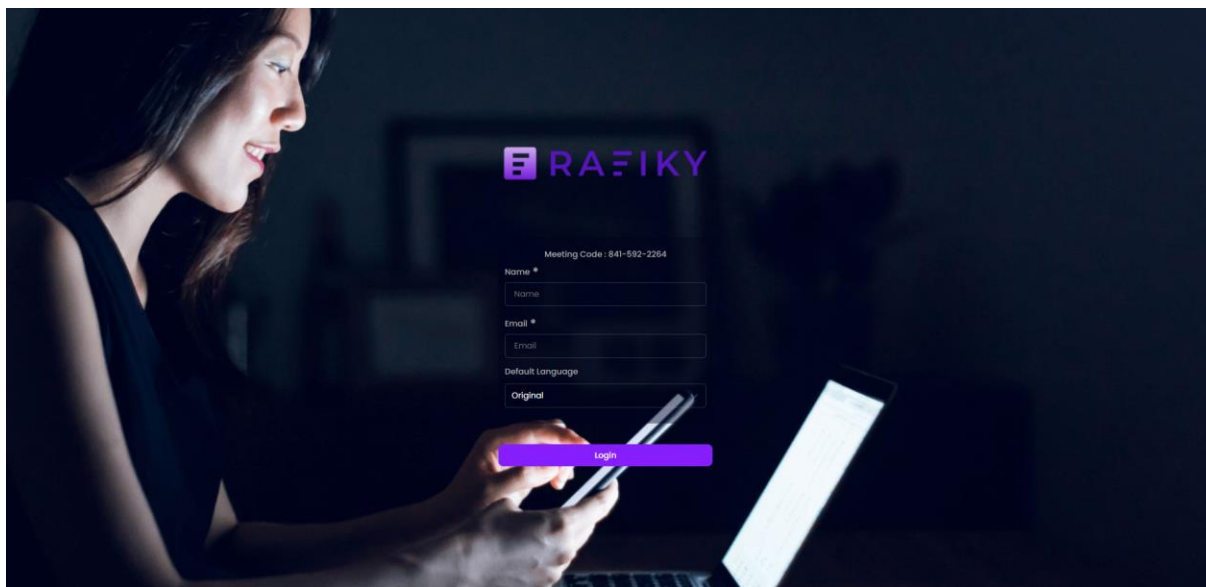 RAFIKY
Meeting Code : 841-592-2264
Name *
Name
Email *
Email
Default Language
Original
Login